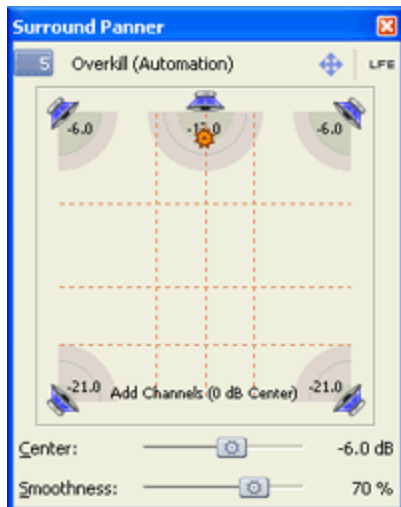 Surround Panner
5 Overkill (Automation) LFE
-6.0 -6.0
-21.0 Add Channels (0 dB Center) -21.0
Center: -6.0 dB
Smoothness: 70 %